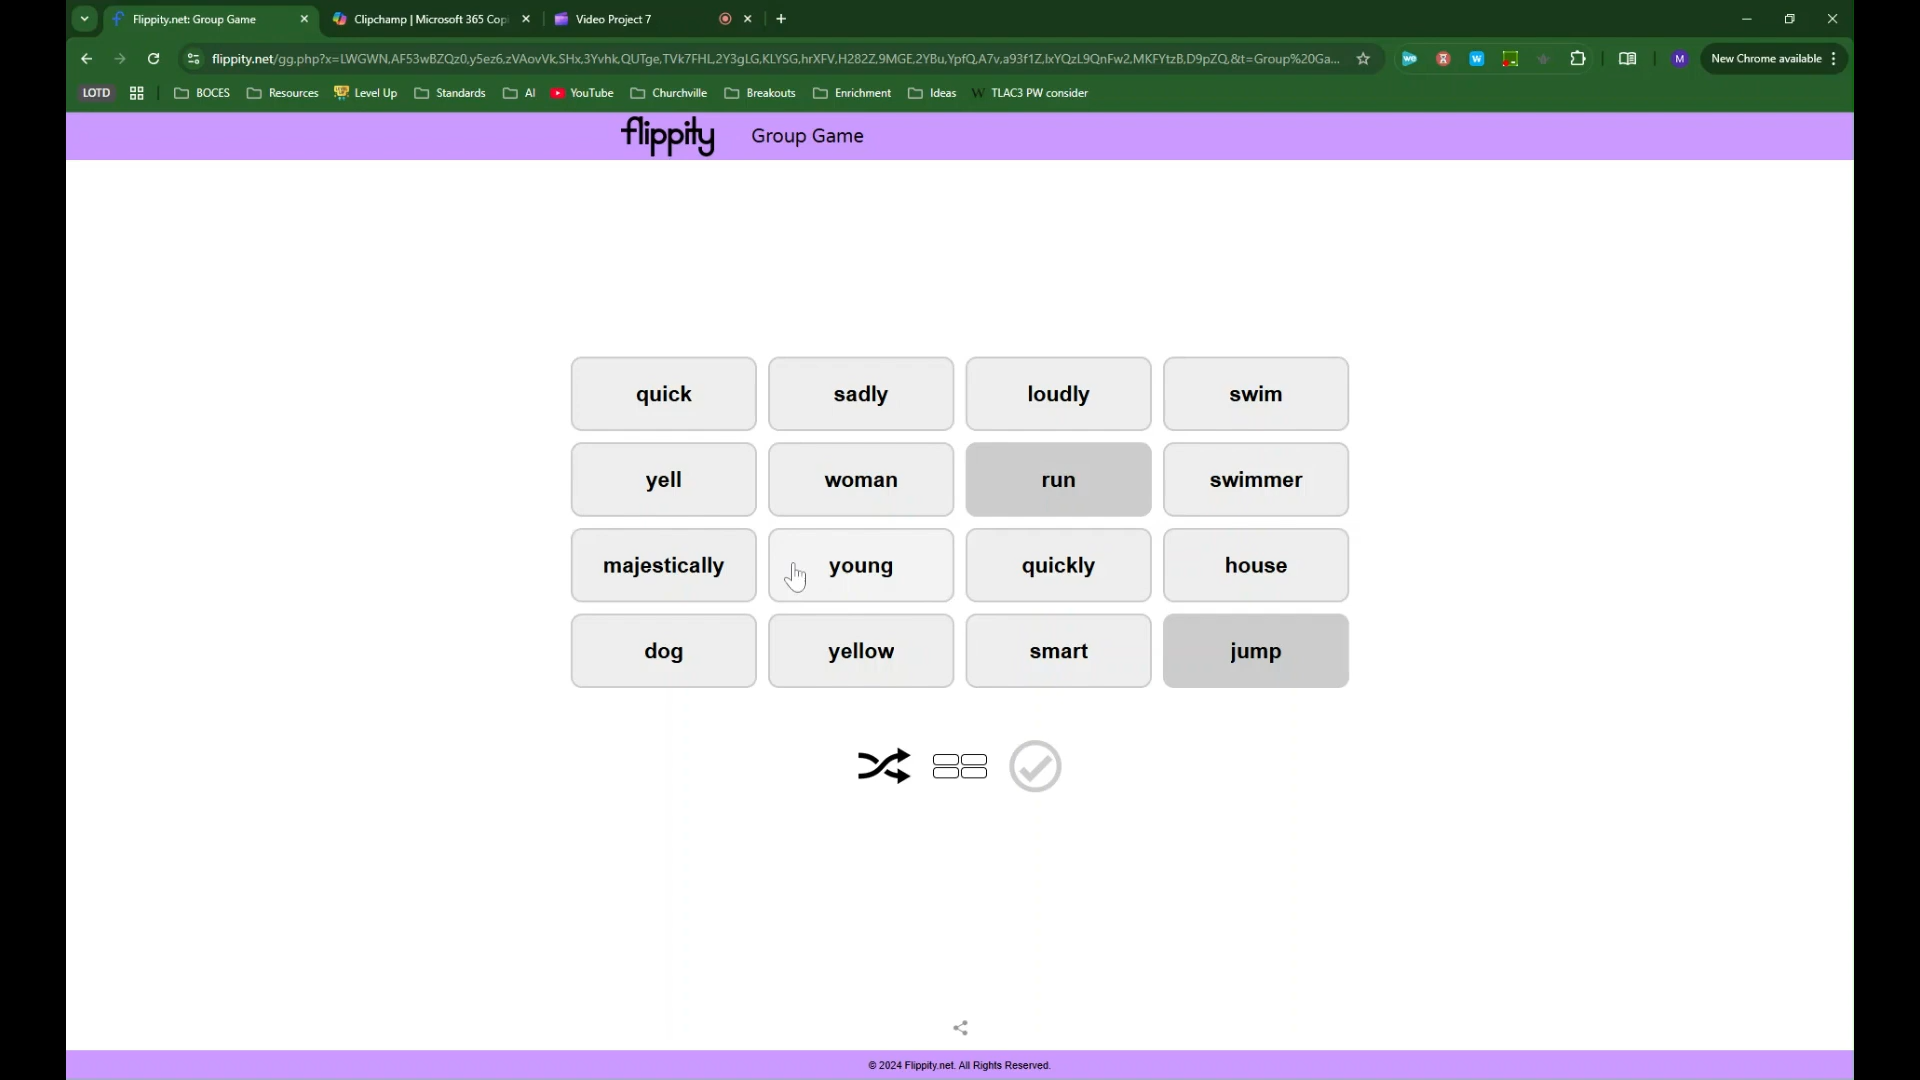 Flippity.net: Group Game
Clipchamp | Microsoft 365 Cop
Video Project 7
flippity.net/gg.php?x=LWGWN,AF53wBZQz0,y5ez6,zVAovVk,SHx,3Yvhk,QUTge,TVk7FHL,2Y3gLG,KLYSG,hrXFV,H282Z,9MGE,2YBu,YpfQ,A7v,a93f1Z,lxYQzL9QnFw2,MKFYtzB,D9pZQ,&t=Group%20Ga...
M
New Chrome available
LOTD BOCES Resources Level Up Standards AI YouTube Churchville Breakouts Enrichment Ideas TLAC3 PW consider
flippity Group Game
quick sadly loudly swim
yell woman run swimmer
majestically young quickly house
dog yellow smart jump
© 2024 Flippity.net. All Rights Reserved.